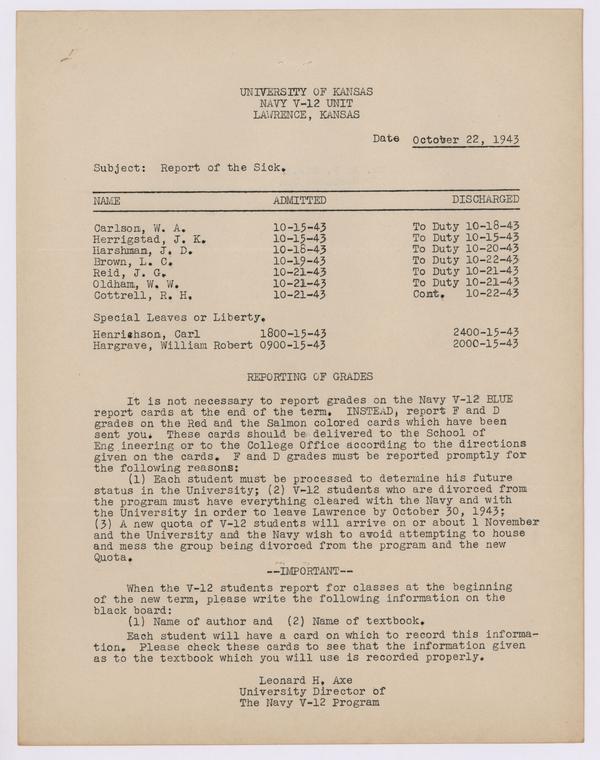 UNIVERSITY OF KANSAS
NAVY V-12 UNIT
LAWRENCE, KANSAS
Date October 22, 1943
Subject: Report of the Sick.
NAME ADMITTED DISCHARGED
Carlson, W. A. 10-15-43 To Duty 10-18-43
Herrigstad, J. K. 10-15-43 To Duty 10-15-43
Harshman, J. D. 10-18-43 To Duty 10-20-43
Brown, L. C. 10-19-43 To Duty 10-22-43
Reid, J. G. 10-21-43 To Duty 10-21-43
Oldham, W. W. 10-21-43 To Duty 10-21-43
Cottrell, R. H. 10-21-43 Cont. 10-22-43
Special Leaves or Liberty.
Henrichson, Carl 1800-15-43 2400-15-43
Hargrave, William Robert 0900-15-43 2000-15-43
REPORTING OF GRADES
It is not necessary to report grades on the Navy V-12 BLUE
report cards at the end of the term. INSTEAD, report F and D
grades on the Red and the Salmon colored cards which have been
sent you. These cards should be delivered to the School of
Eng ineering or to the College Office according to the directions
given on the cards. F and D grades must be reported promptly for
the following reasons:
(1) Each student must be processed to determine his future
status in the University; (2) V-12 students who are divorced from
the program must have everything cleared with the Navy and with
the University in order to leave Lawrence by October 30, 1943;
(3) A new quota of V-12 students will arrive on or about 1 November
and the University and the Navy wish to avoid attempting to house
and mess the group being divorced from the program and the new
Quota.
--IMPORTANT--
When the V-12 students report for classes at the beginning
of the new term, please write the following information on the
black board:
(1) Name of author and (2) Name of textbook.
Each student will have a card on which to record this informa-
tion. Please check these cards to see that the information given
as to the textbook which you will use is recorded properly.
Leonard H. Axe
University Director of
The Navy V-12 Program